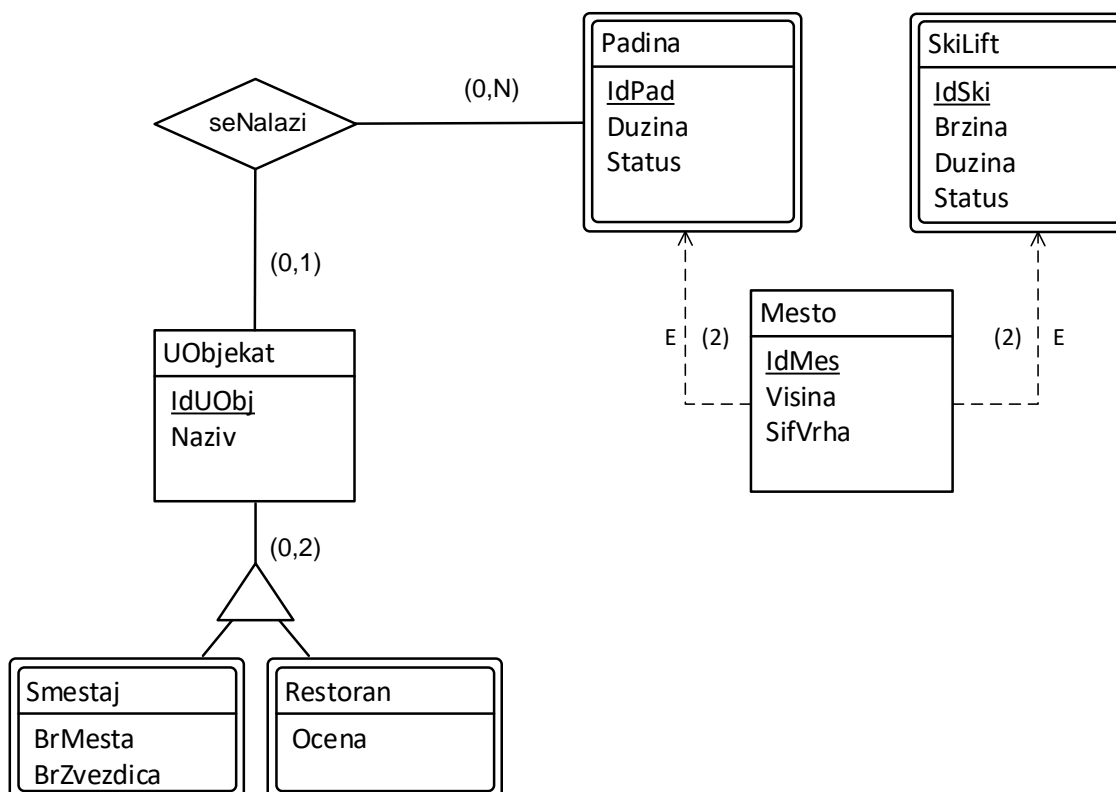 Padina
IdPad
Duzina
Status
SkiLift
IdSki
Brzina
Duzina
Status
seNalazi
(0,N)
(0,1)
E
(2)
Mesto
IdMes
Visina
SifVrha
(2)
E
UObjekat
IdUObj
Naziv
(0,2)
Smestaj
BrMesta
BrZvezdica
Restoran
Ocena